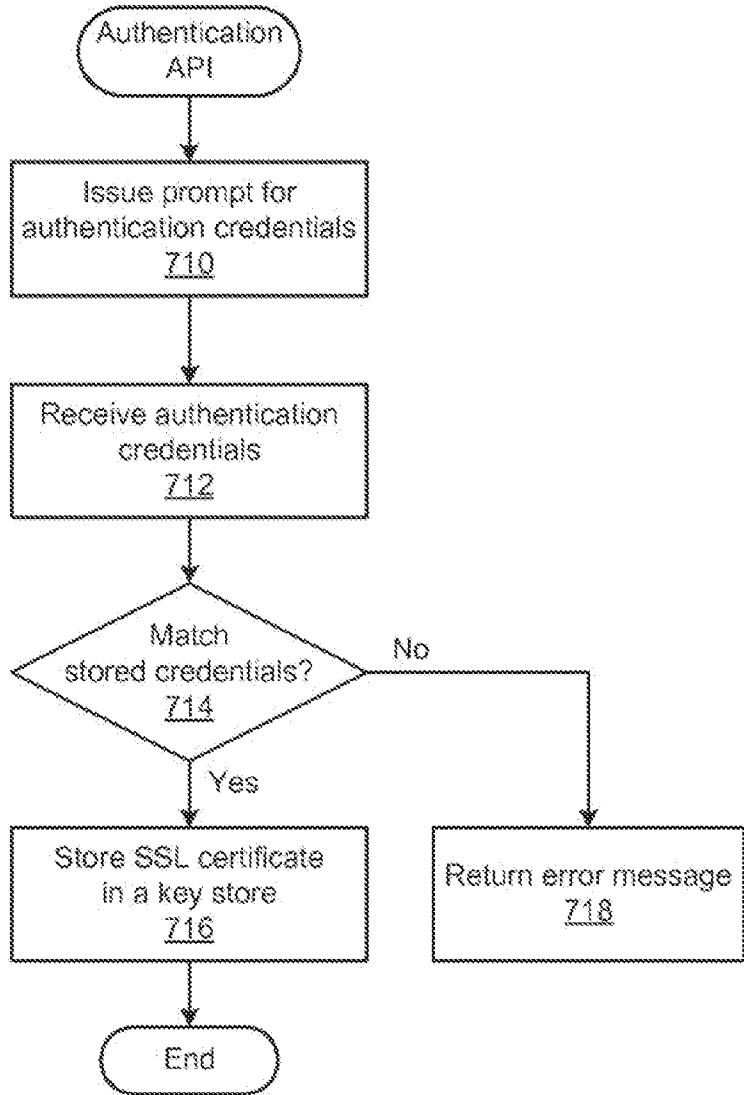 Authentication
API
Issue prompt for
authentication credentials
710
Receive authentication
credentials
712
Match
stored credentials?
714
No
Yes
Store SSL certificate
in a key store
716
Return error message
718
End